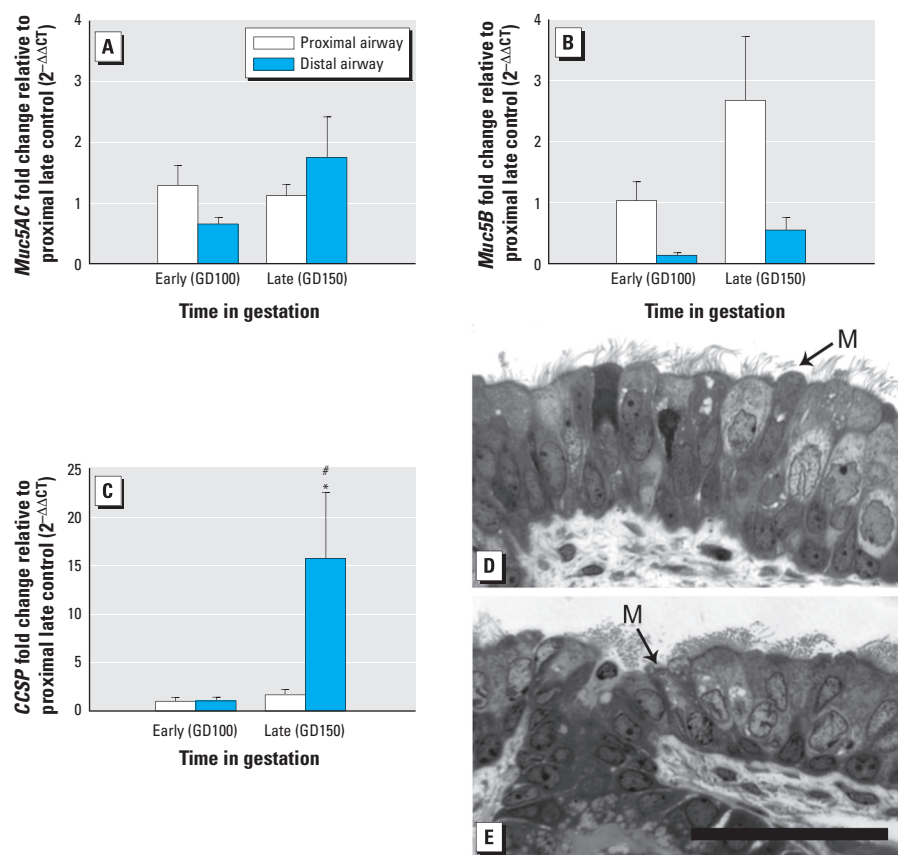 Muc5AC fold change relative to
proximal late control (2–ΔΔCT)
4
3
2
1
0
A
Proximal airway
Distal airway
Early (GD100)
Late (GD150)
Time in gestation
Muc5B fold change relative to
proximal late control (2–ΔΔCT)
4
3
2
1
0
B
Early (GD100)
Late (GD150)
Time in gestation
CCSP fold change relative to
proximal late control (2–ΔΔCT)
25
20
15
10
5
0
C
#
*
Early (GD100)
Late (GD150)
Time in gestation
M
D
M
E